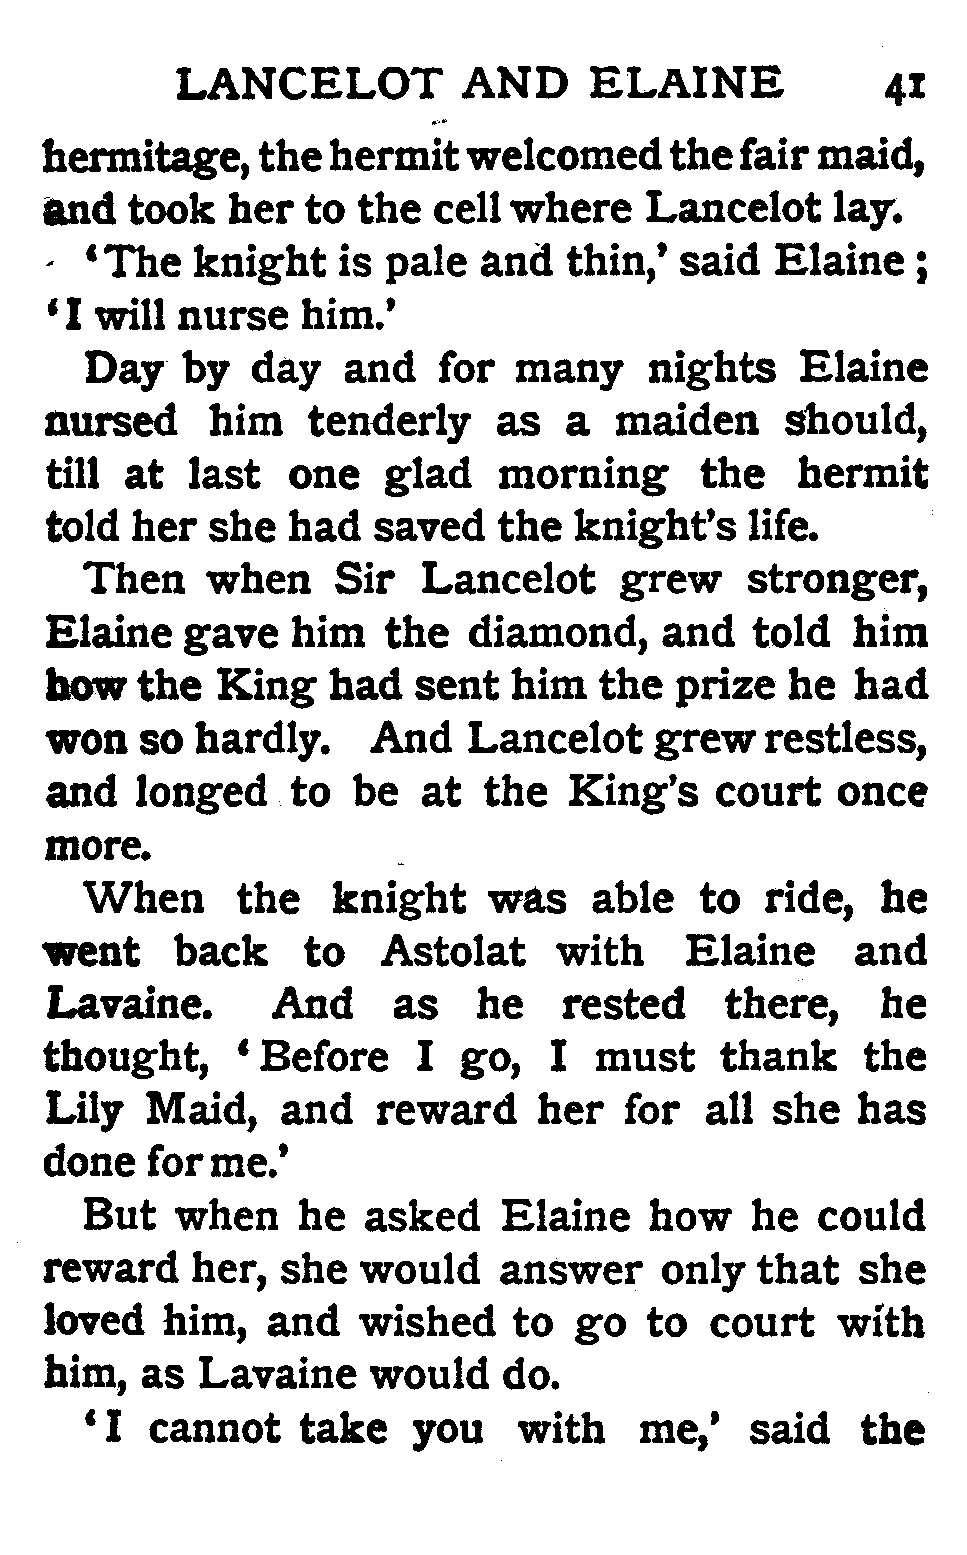 LANCELOT AND ELAINE 41
hermitage, the hermit welcomed the fair maid,
and took her to the cell where Lancelot lay.
‘The knight is pale and thin,’ said Elaine;
‘I will nurse him.’
Day by day and for many nights Elaine
nursed him tenderly as a maiden should,
till at last one glad morning the hermit
told her she had saved the knight’s life.
Then when Sir Lancelot grew stronger,
Elaine gave him the diamond, and told him
how the King had sent him the prize he had
won so hardly. And Lancelot grew restless,
and longed to be at the King’s court once
more.
When the knight was able to ride, he
went back to Astolat with Elaine and
Lavaine. And as he rested there, he
thought, ‘Before I go, I must thank the
Lily Maid, and reward her for all she has
done for me.’
But when he asked Elaine how he could
reward her, she would answer only that she
loved him, and wished to go to court with
him, as Lavaine would do.
‘I cannot take you with me,’ said the